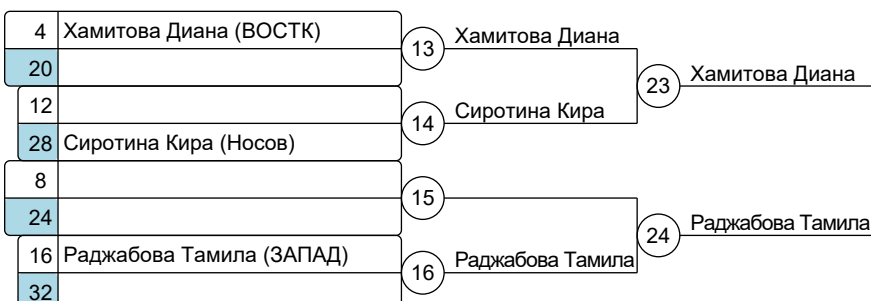 4 Хамитова Диана (ВОСТК)
20
13 Хамитова Диана
23 Хамитова Диана
12
28 Сиротина Кира (Носов)
14 Сиротина Кира
8
24
15
24 Раджабова Тамила
16 Раджабова Тамила (ЗАПАД)
32
16 Раджабова Тамила